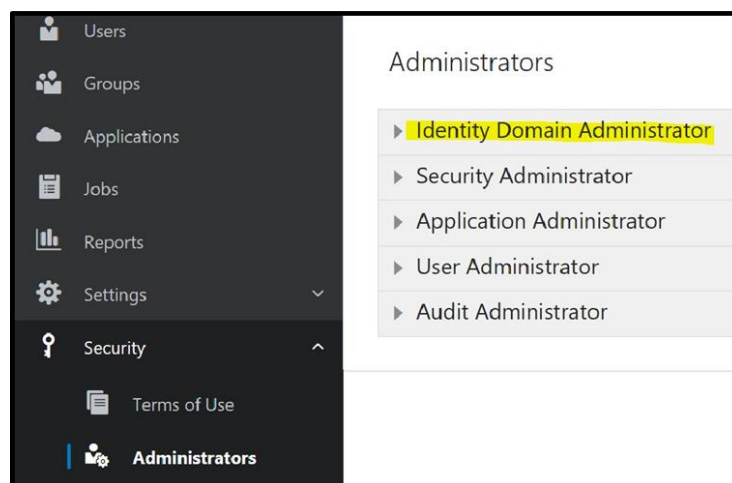 Users
Groups
Applications
Jobs
Reports
Settings
Security
Terms of Use
Administrators
Administrators
Identity Domain Administrator
Security Administrator
Application Administrator
User Administrator
Audit Administrator